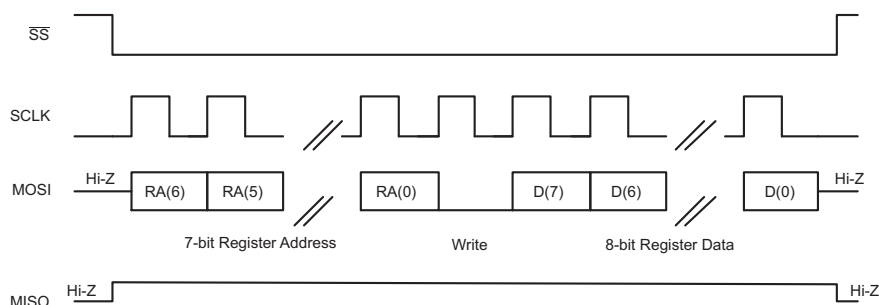 SS
SCLK
Hi-Z
MOSI RA(6) RA(5) RA(0) D(7) D(6) D(0) Hi-Z
7-bit Register Address Write 8-bit Register Data
Hi-Z Hi-Z
MISO